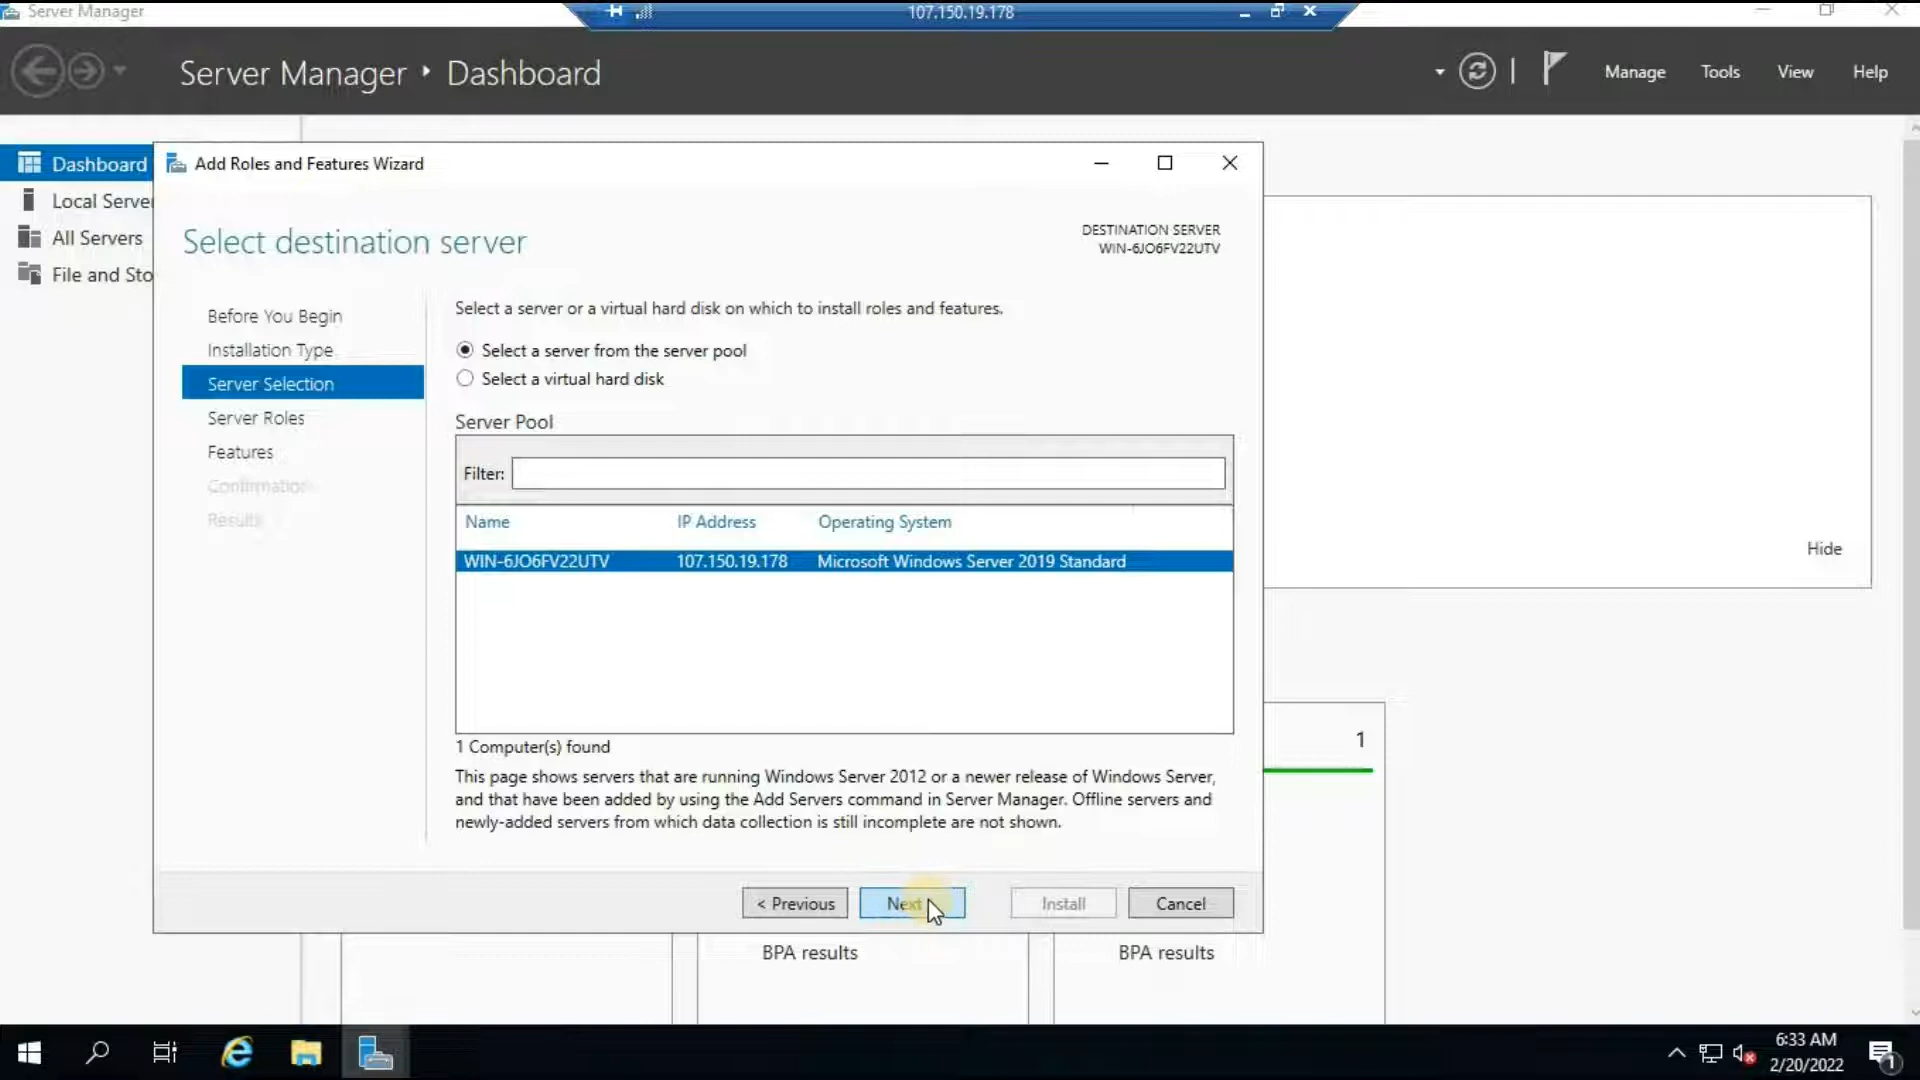 Server Manager
107.150.19.178
Server Manager
Dashboard
Manage
Tools
View
Help
Dashboard
Local Server
All Servers
File and Sto
Add Roles and Features Wizard
Select destination server
DESTINATION SERVER
WIN-6JO6FV22UTV
Before You Begin
Installation Type
Server Selection
Server Roles
Features
Confirmation
Results
Select a server or a virtual hard disk on which to install roles and features.
Select a server from the server pool
Select a virtual hard disk
Server Pool
Filter:
Name IP Address Operating System
WIN-6JO6FV22UTV 107.150.19.178 Microsoft Windows Server 2019 Standard
1 Computer(s) found
This page shows servers that are running Windows Server 2012 or a newer release of Windows Server,
and that have been added by using the Add Servers command in Server Manager. Offline servers and
newly-added servers from which data collection is still incomplete are not shown.
< Previous
Next
Install
Cancel
Hide
1
BPA results
BPA results
6:33 AM
2/20/2022
1